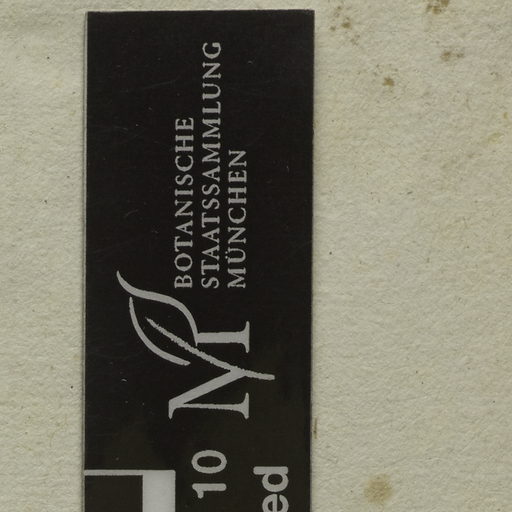 BOTANISCHE
STAATSSAMMLUNG
MÜNCHEN
M
10
ed